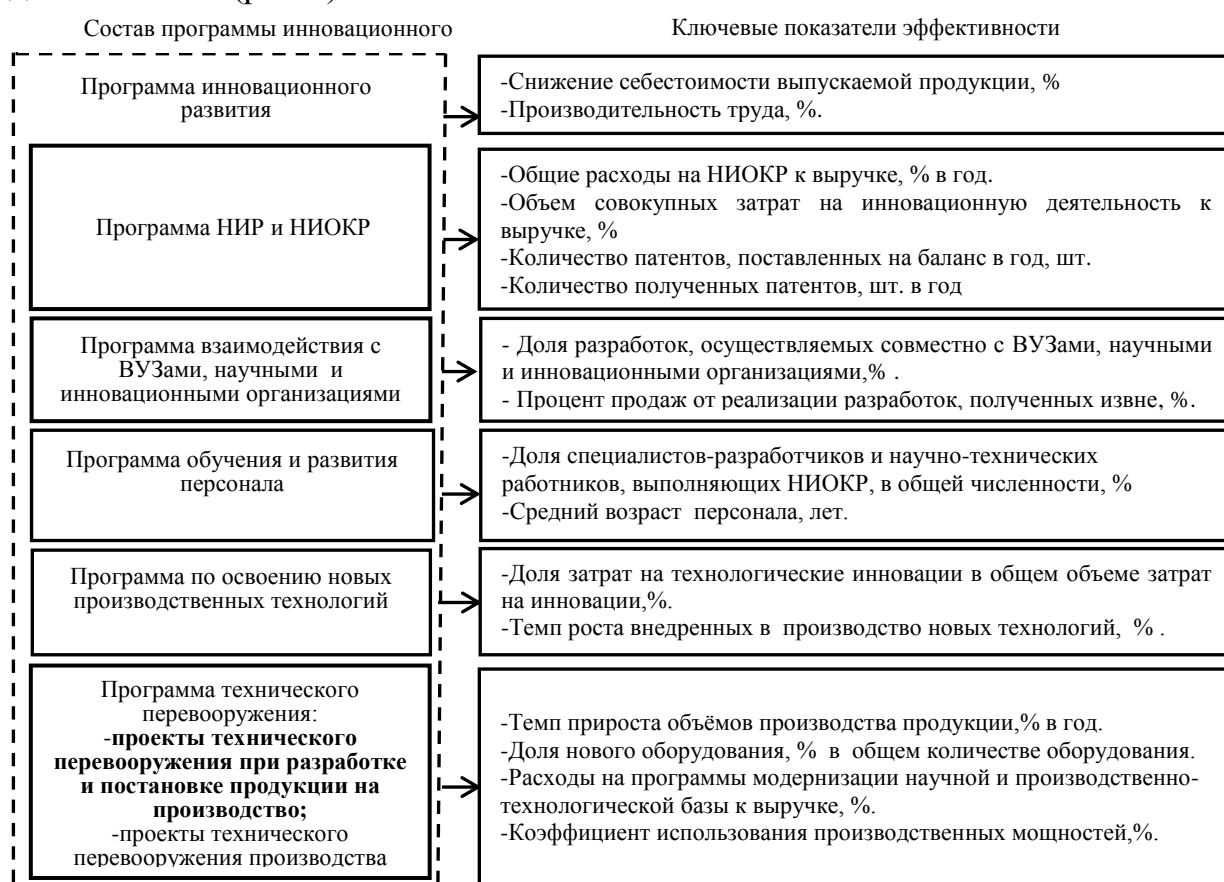 Состав программы инновационного
Ключевые показатели эффективности
Программа инновационного
развития
-Снижение себестоимости выпускаемой продукции, %
-Производительность труда, %.
Программа НИР и НИОКР
-Общие расходы на НИОКР к выручке, % в год.
-Объем совокупных затрат на инновационную деятельность к
выручке, %
-Количество патентов, поставленных на баланс в год, шт.
-Количество полученных патентов, шт. в год
Программа взаимодействия с
ВУЗами, научными и
инновационными организациями
- Доля разработок, осуществляемых совместно с ВУЗами, научными
и инновационными организациями,% .
- Процент продаж от реализации разработок, полученных извне, %.
Программа обучения и развития
персонала
-Доля специалистов-разработчиков и научно-технических
работников, выполняющих НИОКР, в общей численности, %
-Средний возраст персонала, лет.
Программа по освоению новых
производственных технологий
-Доля затрат на технологические инновации в общем объеме затрат
на инновации,%.
-Темп роста внедренных в производство новых технологий, % .
Программа технического
перевооружения:
-проекты технического
перевооружения при разработке
и постановке продукции на
производство;
-проекты технического
перевооружения производства
-Темп прироста объёмов производства продукции,% в год.
-Доля нового оборудования, % в общем количестве оборудования.
-Расходы на программы модернизации научной и производственно-
технологической базы к выручке, %.
-Коэффициент использования производственных мощностей,%.